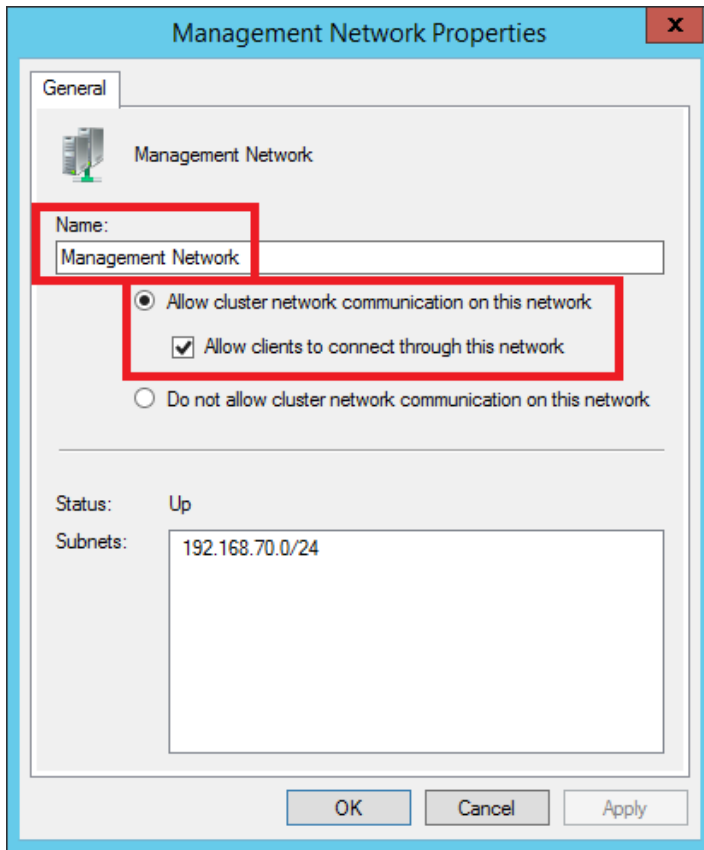 Management Network Properties
x
General
Management Network
Name:
Management Network
Allow cluster network communication on this network
Allow clients to connect through this network
Do not allow cluster network communication on this network
Status: Up
Subnets: 192.168.70.0/24
OK Cancel Apply